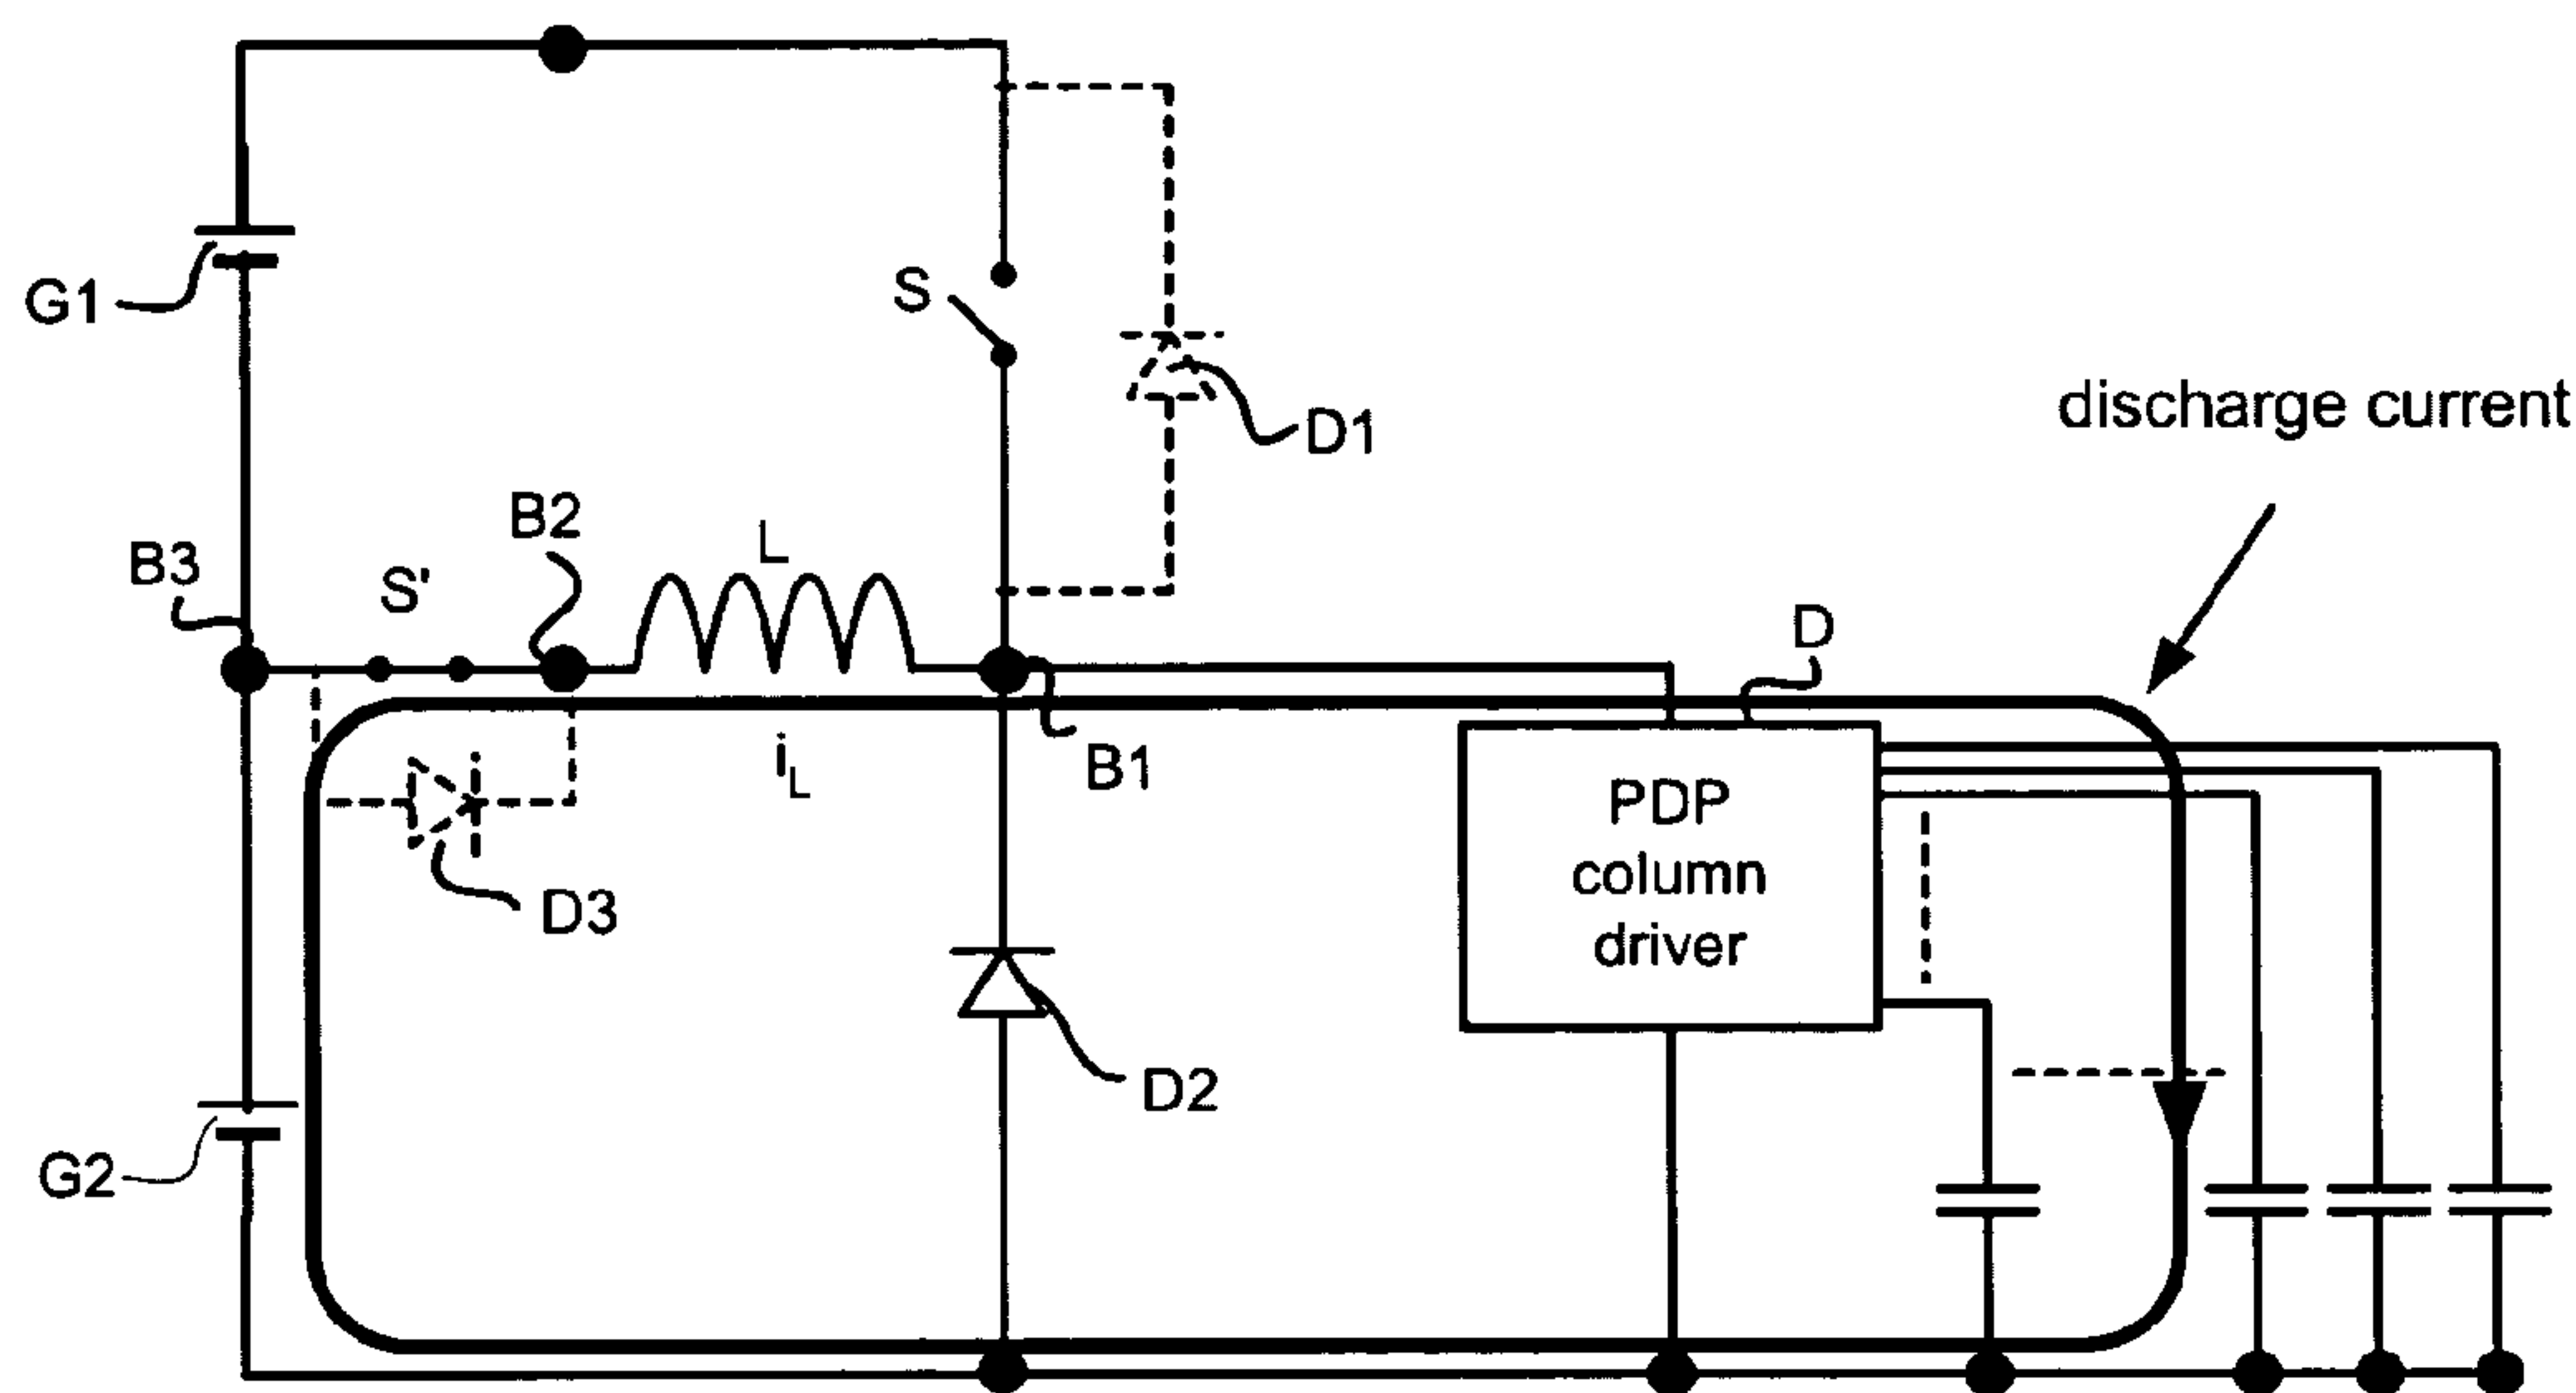 G1
S
D1
discharge current
B3
S'
B2
L
D
iL
B1
PDP
column
driver
D3
D2
G2